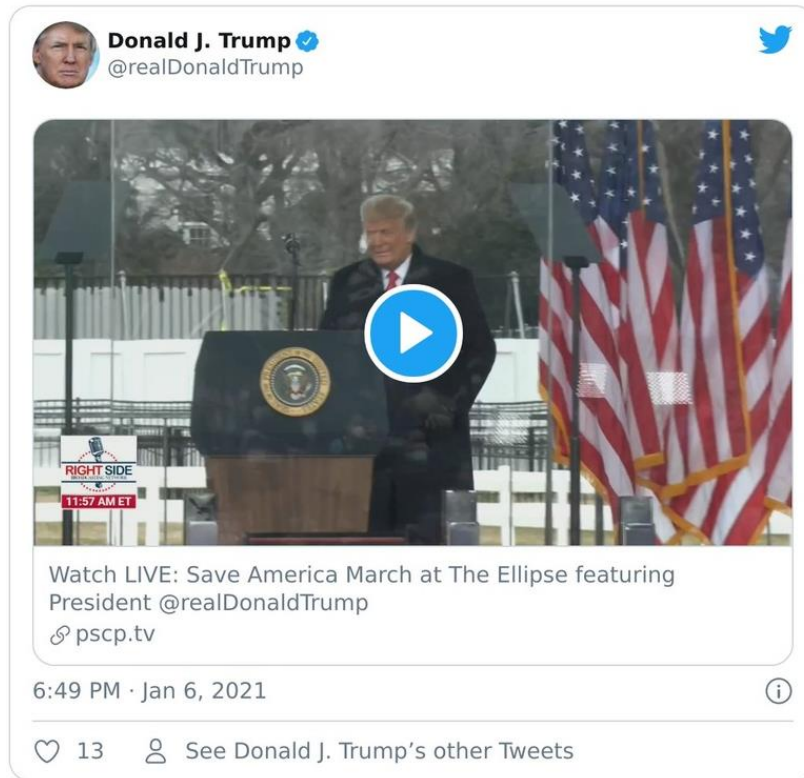 Donald J. Trump
@realDonaldTrump
RIGHT SIDE
11:57 AM ET
Watch LIVE: Save America March at The Ellipse featuring
President @realDonaldTrump
pscp.tv
6:49 PM · Jan 6, 2021
13
See Donald J. Trump’s other Tweets